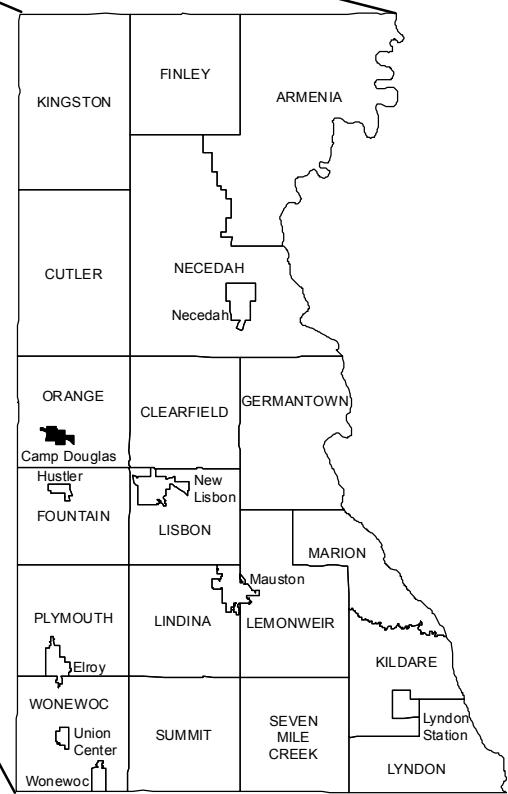 FINLEY
KINGSTON
ARMENIA
CUTLER
NECEDAH
Necedah
ORANGE
CLEARFIELD
GERMANTOWN
Camp Douglas
Hustler
New
Lisbon
FOUNTAIN
LISBON
MARION
Mauston
PLYMOUTH
LINDINA
LEMONWEIR
KILDARE
Elroy
WONEWOC
Union
Center
SUMMIT
SEVEN
MILE
CREEK
Lyndon
Station
LYNDON
Wonewoc